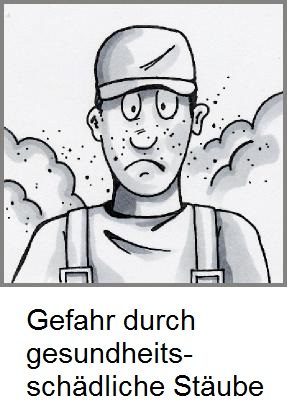 Gefahr durch
gesundheits-
schädliche Stäube